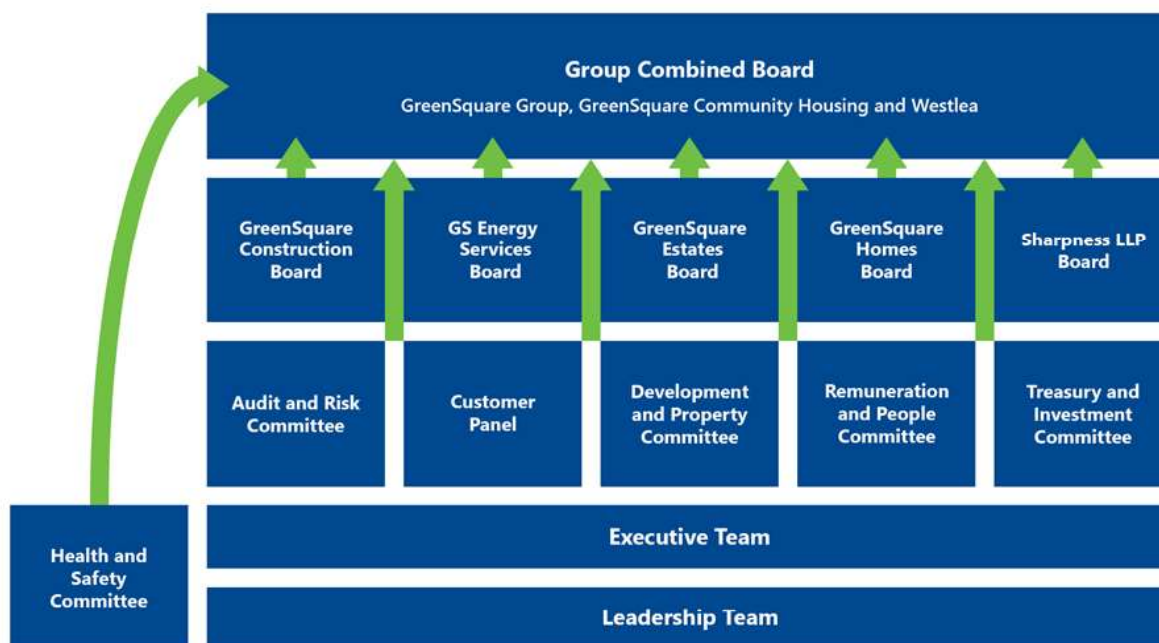 Group Combined Board
GreenSquare Group, GreenSquare Community Housing and Westlea
GreenSquare
Construction
Board
GS Energy
Services
Board
GreenSquare
Estates
Board
GreenSquare
Homes
Board
Sharpness LLP
Board
Audit and Risk
Committee
Customer
Panel
Development
and Property
Committee
Remuneration
and People
Committee
Treasury and
Investment
Committee
Health and
Safety
Committee
Executive Team
Leadership Team